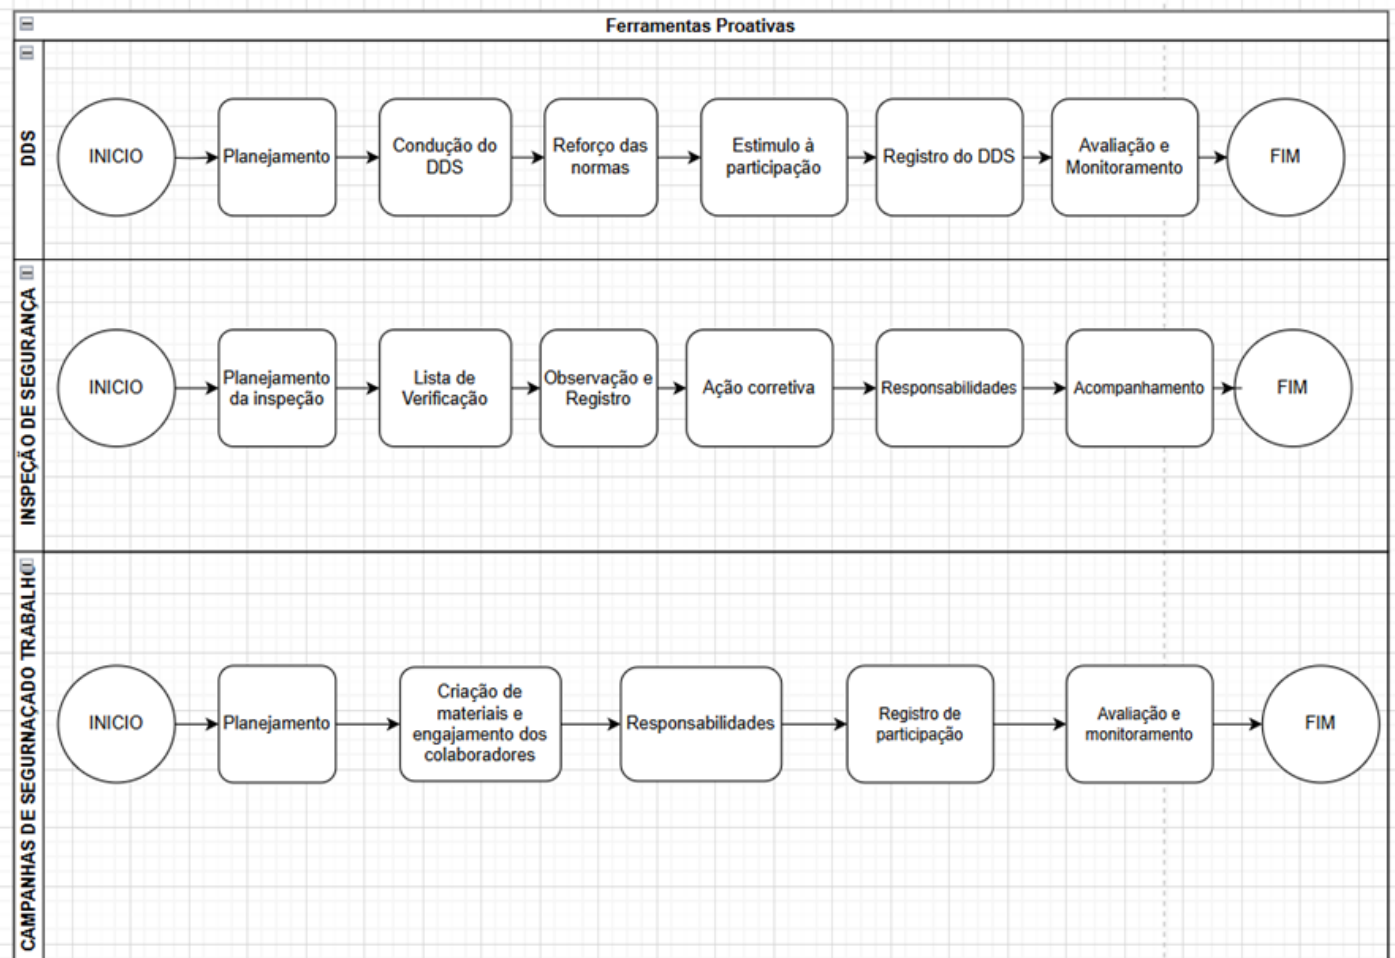 Ferramentas Proativas
DDS
INICIO
Planejamento
Condução do
DDS
Reforço das
normas
Estimulo à
participação
Registro do DDS
Avaliação e
Monitoramento
FIM
INSPEÇÃO DE SEGURANÇA
INICIO
Planejamento
da inspeção
Lista de
Verificação
Observação e
Registro
Ação corretiva
Responsabilidades
Acompanhamento
FIM
CAMPANHAS DE SEGURNAÇADO TRABALHO
INICIO
Planejamento
Criação de
materiais e
engajamento dos
colaboradores
Responsabilidades
Registro de
participação
Avaliação e
monitoramento
FIM